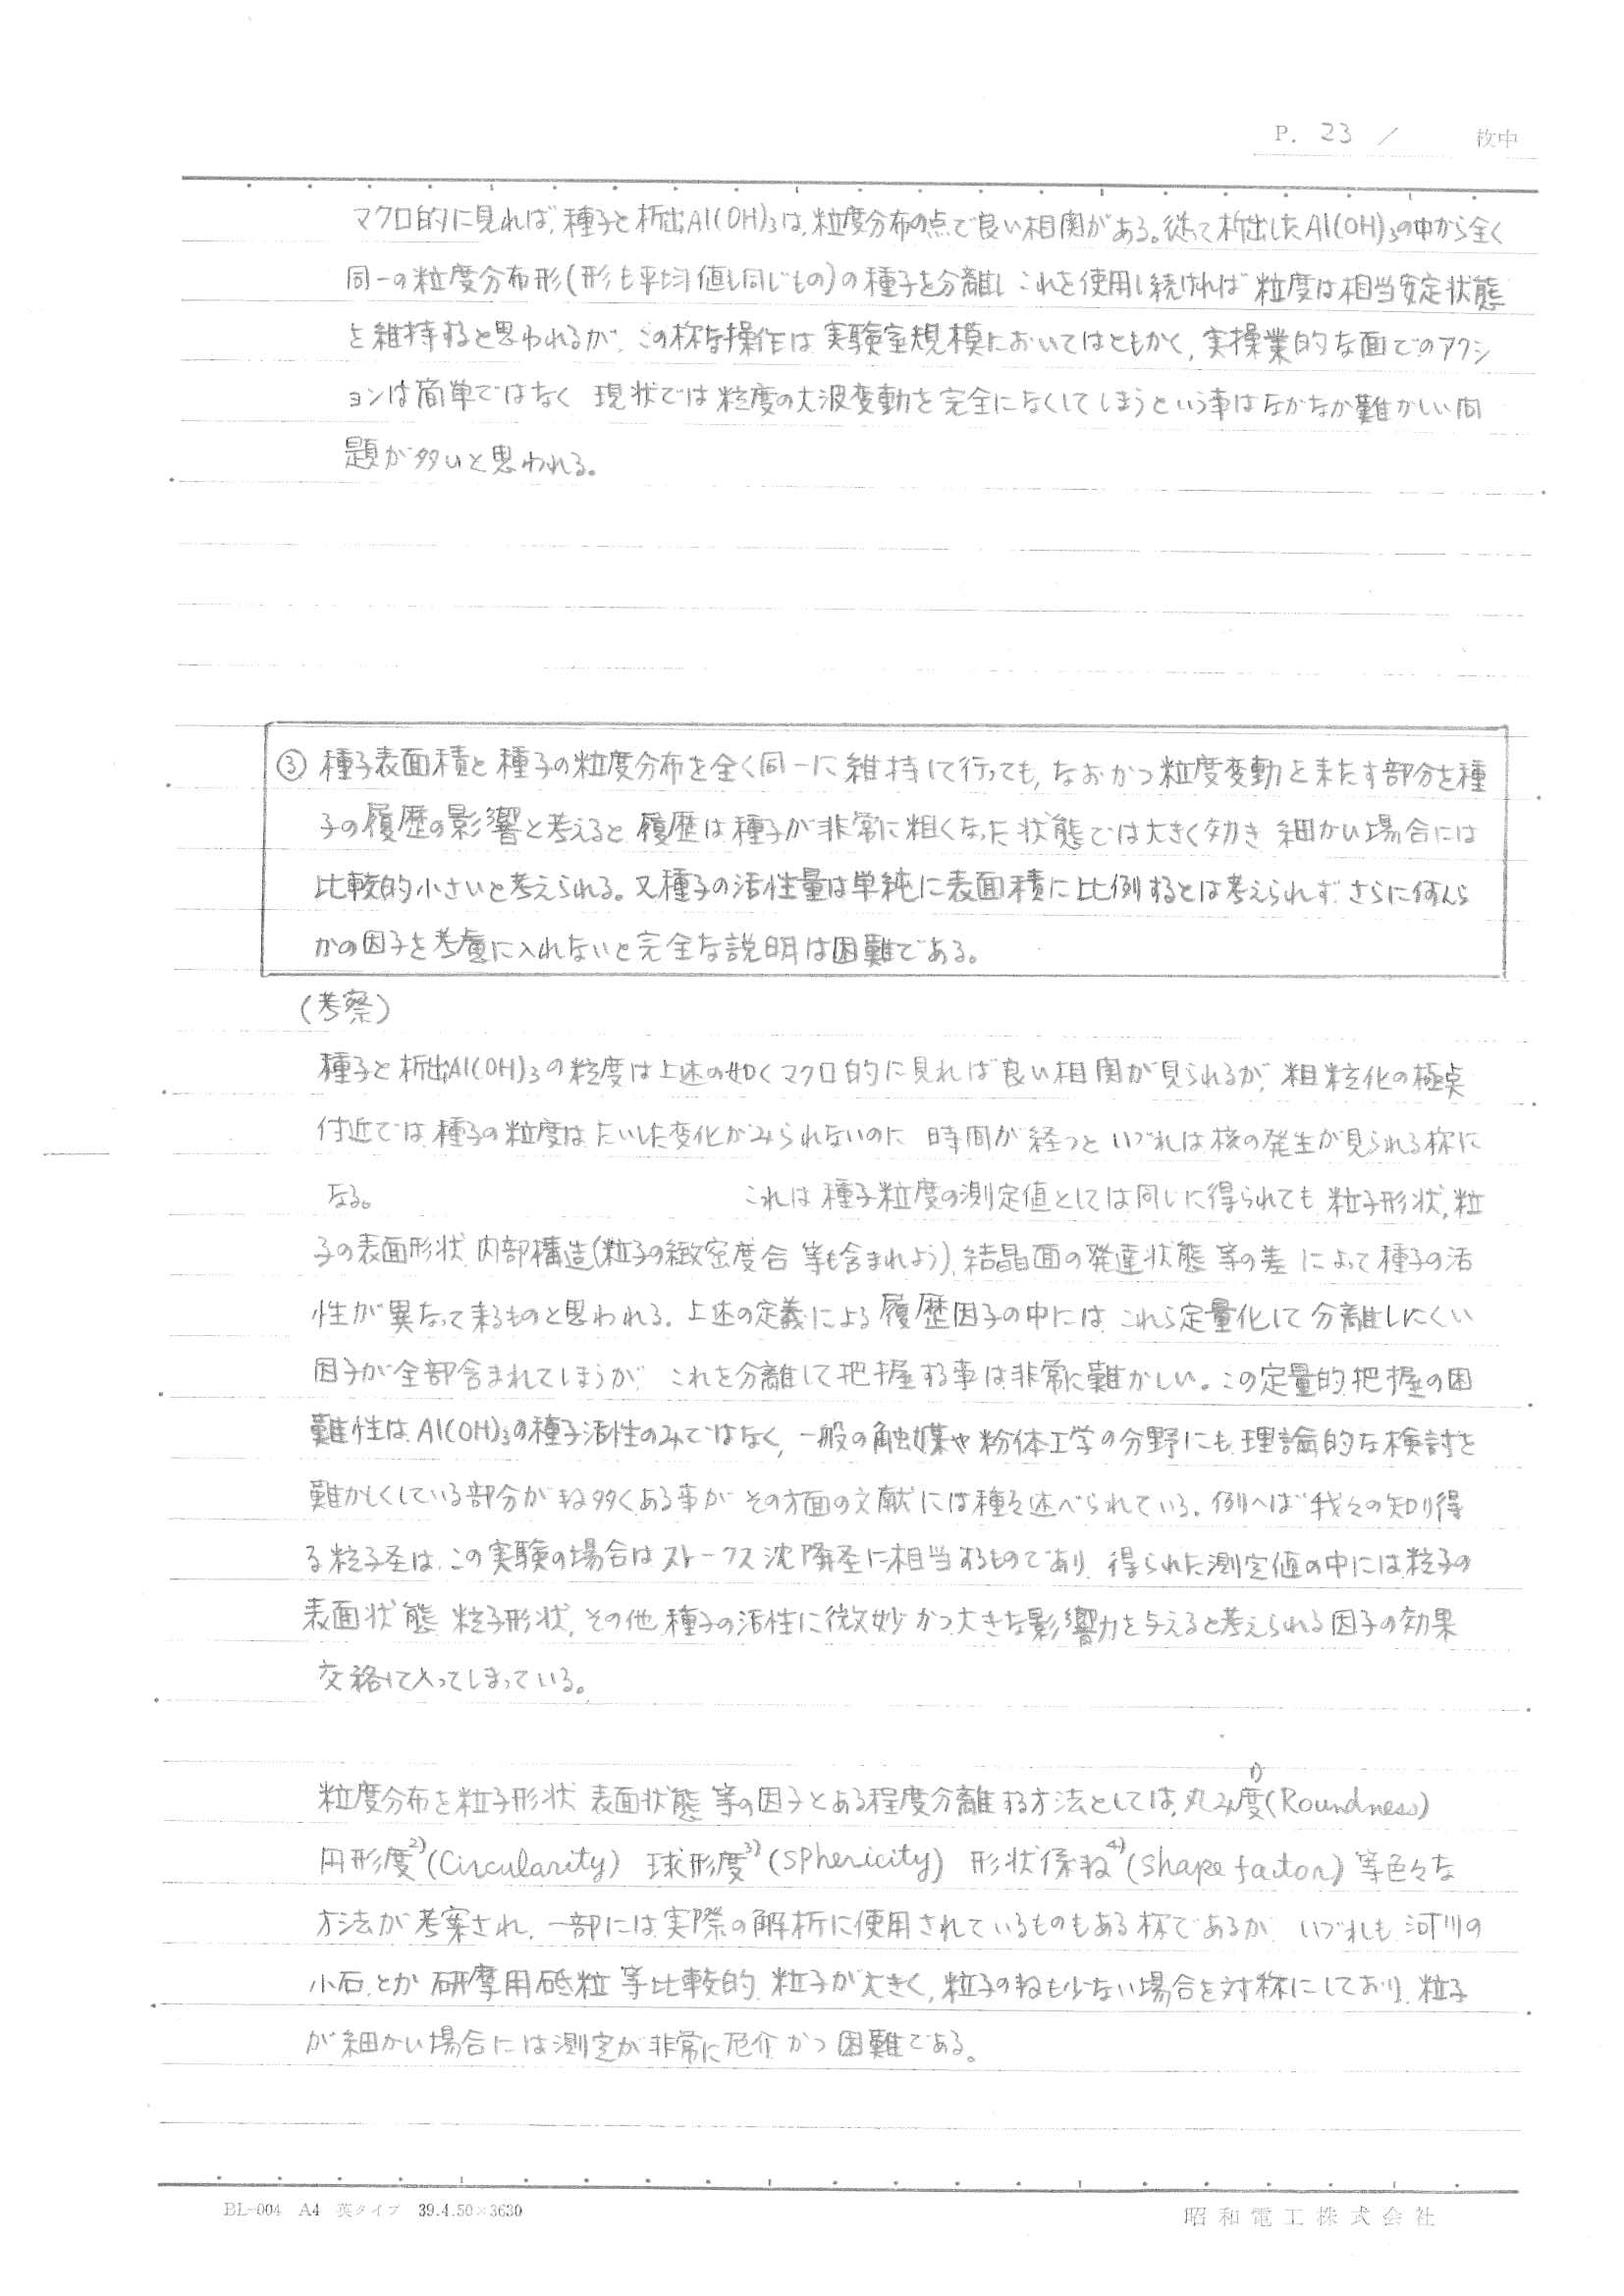 P. 23 / 枚中
マクロ的に見れば、種子と析出Al(OH)₃は、粒度分布の点で良い相関がある。従って析出したAl(OH)₃の中から全く
同一の粒度分布形(形も平均値も同じもの)の種子を分離し これを使用し続ければ 粒度は相当安定状態
を維持すると思われるが、この様な操作は 実験室規模においてはともかく、実操業的な面でのアクシ
ョンは簡単ではなく 現状では粒度の大波変動を完全になくしてしまうという事はなかなか難かしい問
題が多いと思われる。
③ 種子表面積と種子の粒度分布を全く同一に維持して行っても、なおかつ粒度変動を来たす部分を種
子の履歴の影響と考えると 履歴は種子が非常に粗くなった状態では大きく効き 細かい場合には
比較的小さいと考えられる。又種子の活性量は単純に表面積に比例するとは考えられず、さらに何んら
かの因子を考慮に入れないと完全な説明は困難である。
(考察)
種子と析出Al(OH)₃の粒度は上述の如くマクロ的に見れば良い相関が見られるが、粗粒化の極点
付近では、種子の粒度はたいした変化がみられないのに 時間が経つと いづれは核の発生が見られる様に
なる。 これは種子粒度の測定値としては同じに得られても 粒子形状、粒
子の表面形状 内部構造(粒子の緻密度合 等も含まれよう)、結晶面の発達状態 等の差 によって種子の活
性が異なって来るものと思われる。上述の定義による履歴因子の中には これら定量化して分離しにくい
因子が全部含まれてしまうが、これを分離して把握する事は非常に難かしい。この定量的把握の困
難性は Al(OH)₃の種子活性のみではなく、一般の触媒や粉体工学の分野にも理論的な検討を
難かしくしている部分が数多くある事が その方面の文献には種々述べられている。例へば 我々の知り得
る粒子径は、この実験の場合はストークス沈降径に相当するものであり、得られた測定値の中には粒子の
表面状態 粒子形状、その他 種子の活性に微妙かつ大きな影響力を与えると考えられる因子の効果
交絡して入ってしまっている。
粒度分布を粒子形状 表面状態 等の因子とある程度分離する方法としては、丸み度¹⁾(Roundness)
円形度²⁾(Circularity) 球形度³⁾(Sphericity) 形状係数⁴⁾(Shape factor) 等色々な
方法が考案され、一部には実際の解析に使用されているものもある様であるが いづれも 河川の
小石、とか 研摩用砥粒 等比較的 粒子が大きく、粒子の数も少ない場合を対称にしており、粒子
が細かい場合には測定が非常に厄介かつ困難である。
BL-004 A4 英タイプ 39.4.50×3630 昭和電工株式会社